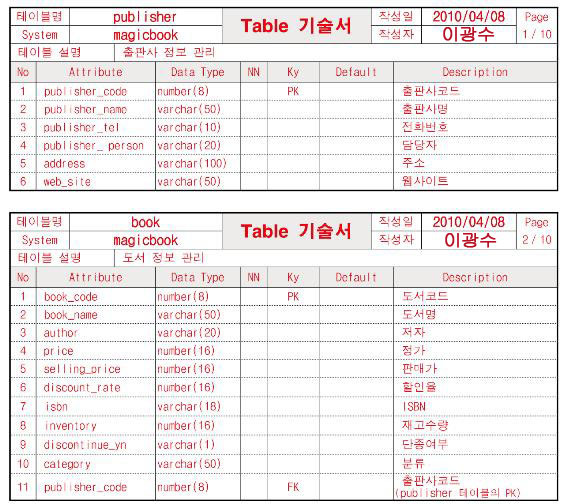 테이블명 publisher Table 기술서 작성일 2010/04/08 Page
System magicbook 작성자 이광수 1 / 10
테이블 설명 출판사 정보 관리
No Attribute Data Type NN Ky Default Description
1 publisher_code number(8) PK 출판사코드
2 publisher_name varchar(50) 출판사명
3 publisher_tel varchar(10) 전화번호
4 publisher_ person varchar(20) 담당자
5 address varchar(100) 주소
6 web_site varchar(50) 웹사이트
테이블명 book Table 기술서 작성일 2010/04/08 Page
System magicbook 작성자 이광수 2 / 10
테이블 설명 도서 정보 관리
No Attribute Data Type NN Ky Default Description
1 book_code number(8) PK 도서코드
2 book_name varchar(50) 도서명
3 author varchar(20) 저자
4 price number(16) 정가
5 selling_price number(16) 판매가
6 discount_rate number(16) 할인율
7 isbn varchar(18) ISBN
8 inventory number(16) 재고수량
9 discontinue_yn varchar(1) 단종여부
10 category varchar(50) 분류
11 publisher_code number(8) FK 출판사코드
(publisher 테이블의 PK)